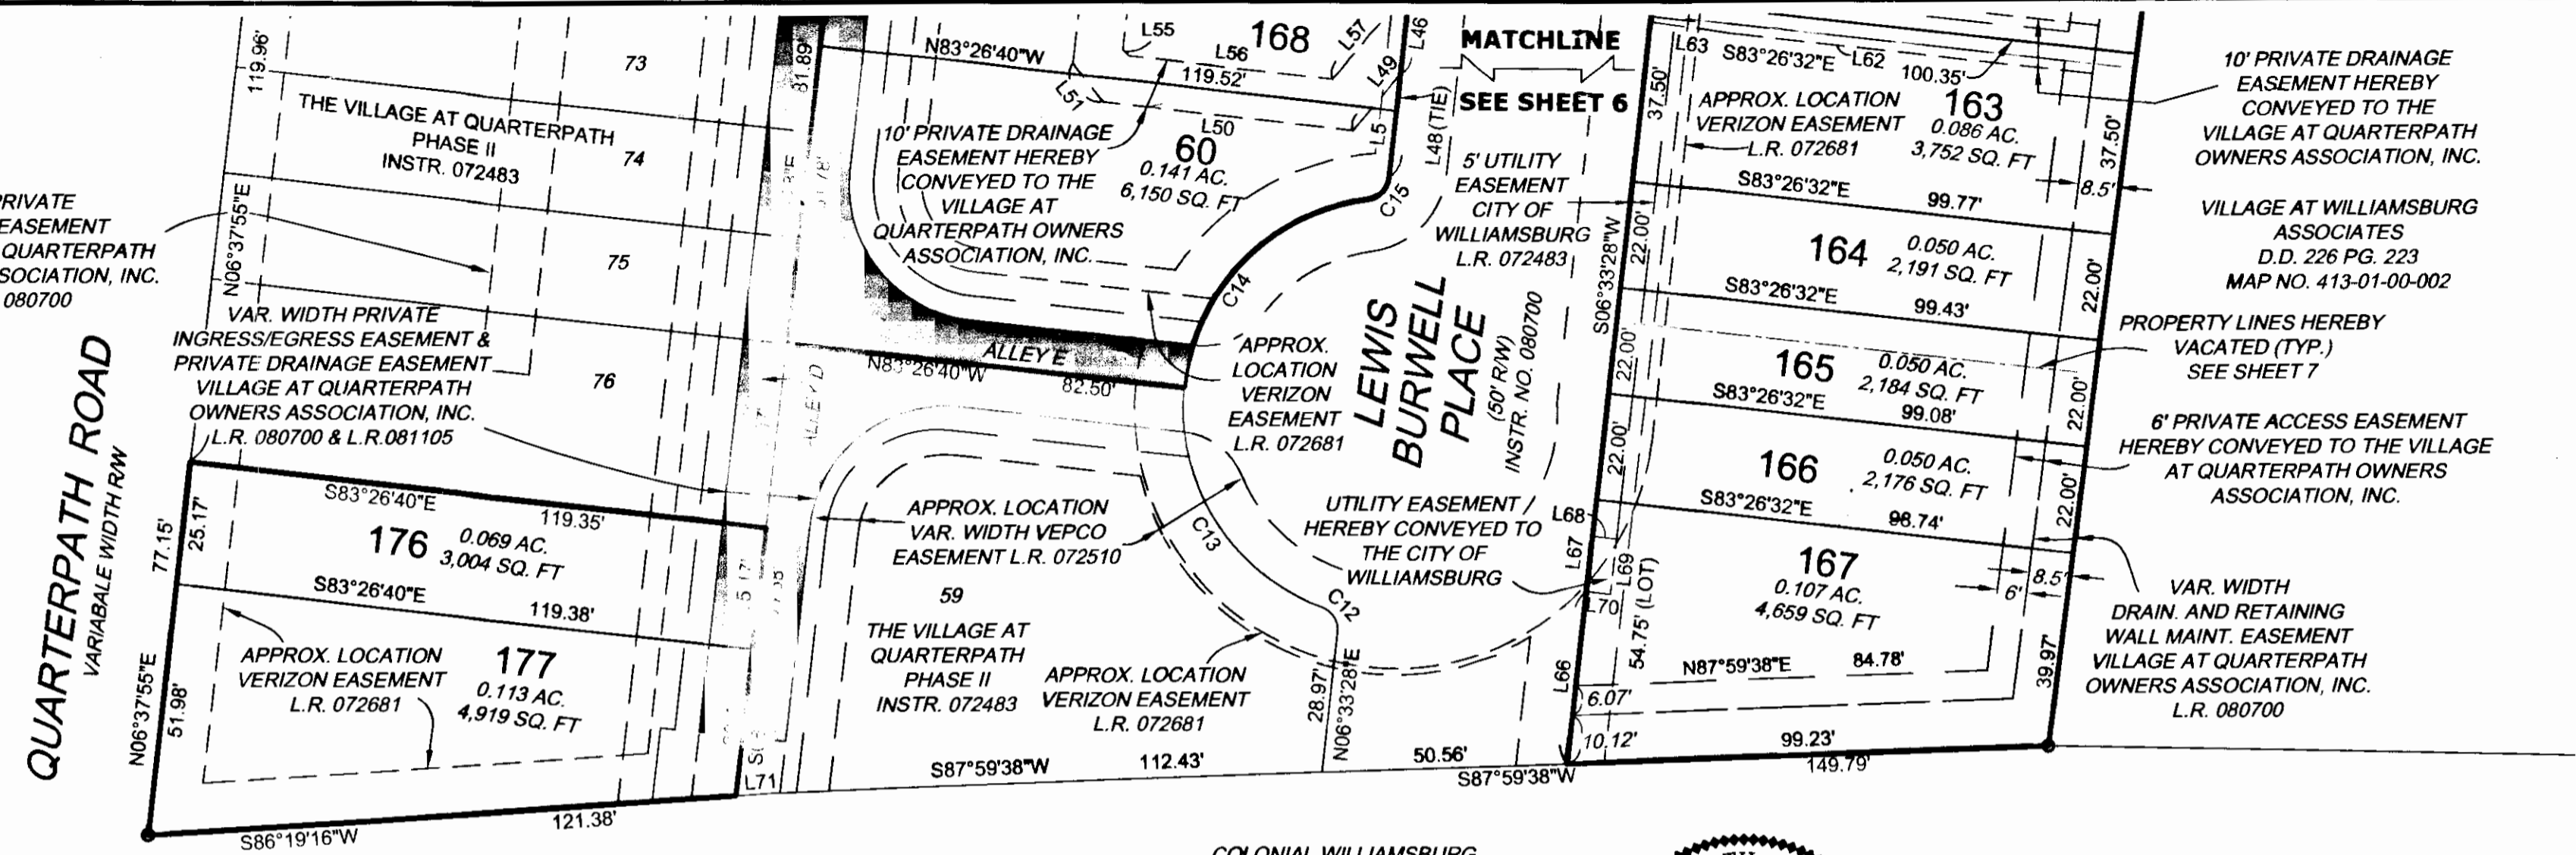 119.96'
73
THE VILLAGE AT QUARTERPATH
PHASE II
INSTR. 072483
74
75
76
N06°37'55"E
PRIVATE
EASEMENT
QUARTERPATH
SOCIATION, INC.
080700
VAR. WIDTH PRIVATE
INGRESS/EGRESS EASEMENT &
PRIVATE DRAINAGE EASEMENT
VILLAGE AT QUARTERPATH
OWNERS ASSOCIATION, INC.
L.R. 080700 & L.R.081105
QUARTERPATH ROAD
VARIABALE WIDTH R/W
77.15'
25.17'
S83°26'40"E
119.35'
176
0.069 AC.
3,004 SQ. FT
S83°26'40"E
119.38'
APPROX. LOCATION
VERIZON EASEMENT
L.R. 072681
177
0.113 AC.
4,919 SQ. FT
N06°37'55"E
51.98'
S86°19'16"W
121.38'
L71
81.89'
N83°26'40"W
119.52'
L55
L56
L57
168
L46
L49
L51
L50
L5
L48 (TIE)
10' PRIVATE DRAINAGE
EASEMENT HEREBY
CONVEYED TO THE
VILLAGE AT
QUARTERPATH OWNERS
ASSOCIATION, INC.
60
0.141 AC.
6,150 SQ. FT
C15
C14
ALLEY E
N83°26'40"W
82.50'
ALLEY D
APPROX.
LOCATION
VERIZON
EASEMENT
L.R. 072681
APPROX. LOCATION
VAR. WIDTH VEPCO
EASEMENT L.R. 072510
C13
C12
59
THE VILLAGE AT
QUARTERPATH
PHASE II
INSTR. 072483
APPROX. LOCATION
VERIZON EASEMENT
L.R. 072681
28.97'
N06°33'28"E
S87°59'38"W
112.43'
50.56'
S87°59'38"W
149.79'
MATCHLINE
SEE SHEET 6
5' UTILITY
EASEMENT
CITY OF
WILLIAMSBURG
L.R. 072483
LEWIS
BURWELL
PLACE
(50' R/W)
INSTR. NO. 080700
UTILITY EASEMENT /
HEREBY CONVEYED TO
THE CITY OF
WILLIAMSBURG
L63
S83°26'32"E
L62
100.35'
37.50'
APPROX. LOCATION
VERIZON EASEMENT
L.R. 072681
163
0.086 AC.
3,752 SQ. FT
37.50'
8.5'
S83°26'32"E
99.77'
S06°33'28"W
22.00'
164
0.050 AC.
2,191 SQ. FT
22.00'
S83°26'32"E
99.43'
22.00'
165
0.050 AC.
2,184 SQ. FT
22.00'
S83°26'32"E
99.08'
22.00'
166
0.050 AC.
2,176 SQ. FT
22.00'
S83°26'32"E
98.74'
L68
L67
L69
L70
L66
54.75' (LOT)
167
0.107 AC.
4,659 SQ. FT
8.5'
6'
N87°59'38"E
84.78'
39.97'
6.07'
10.12'
99.23'
10' PRIVATE DRAINAGE
EASEMENT HEREBY
CONVEYED TO THE
VILLAGE AT QUARTERPATH
OWNERS ASSOCIATION, INC.
VILLAGE AT WILLIAMSBURG
ASSOCIATES
D.D. 226 PG. 223
MAP NO. 413-01-00-002
PROPERTY LINES HEREBY
VACATED (TYP.)
SEE SHEET 7
6' PRIVATE ACCESS EASEMENT
HEREBY CONVEYED TO THE VILLAGE
AT QUARTERPATH OWNERS
ASSOCIATION, INC.
VAR. WIDTH
DRAIN. AND RETAINING
WALL MAINT. EASEMENT
VILLAGE AT QUARTERPATH
OWNERS ASSOCIATION, INC.
L.R. 080700
COLONIAL WILLIAMSBURG